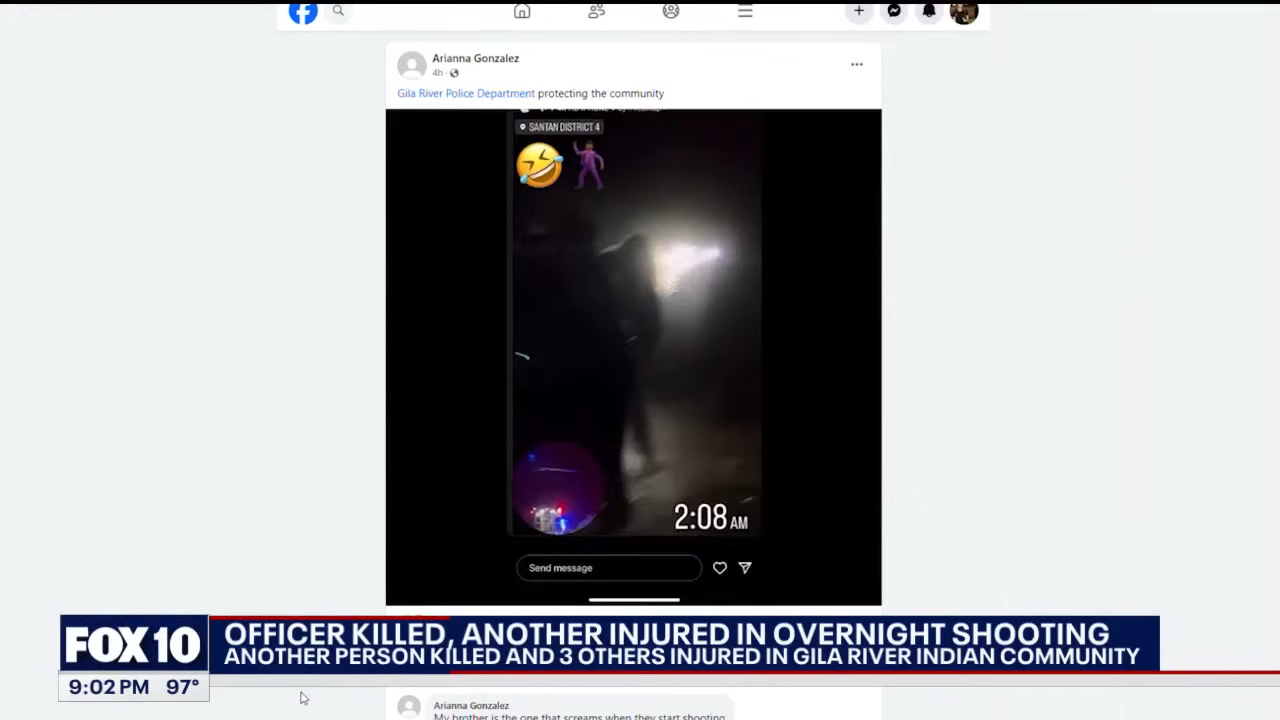 Arianna Gonzalez
4h
Gila River Police Department protecting the community
SANTAN DISTRICT 4
2:08 AM
Send message
OFFICER KILLED, ANOTHER INJURED IN OVERNIGHT SHOOTING
ANOTHER PERSON KILLED AND 3 OTHERS INJURED IN GILA RIVER INDIAN COMMUNITY
FOX 10
9:02 PM 97°
Arianna Gonzalez
My brother is the one that screams when they start shooting